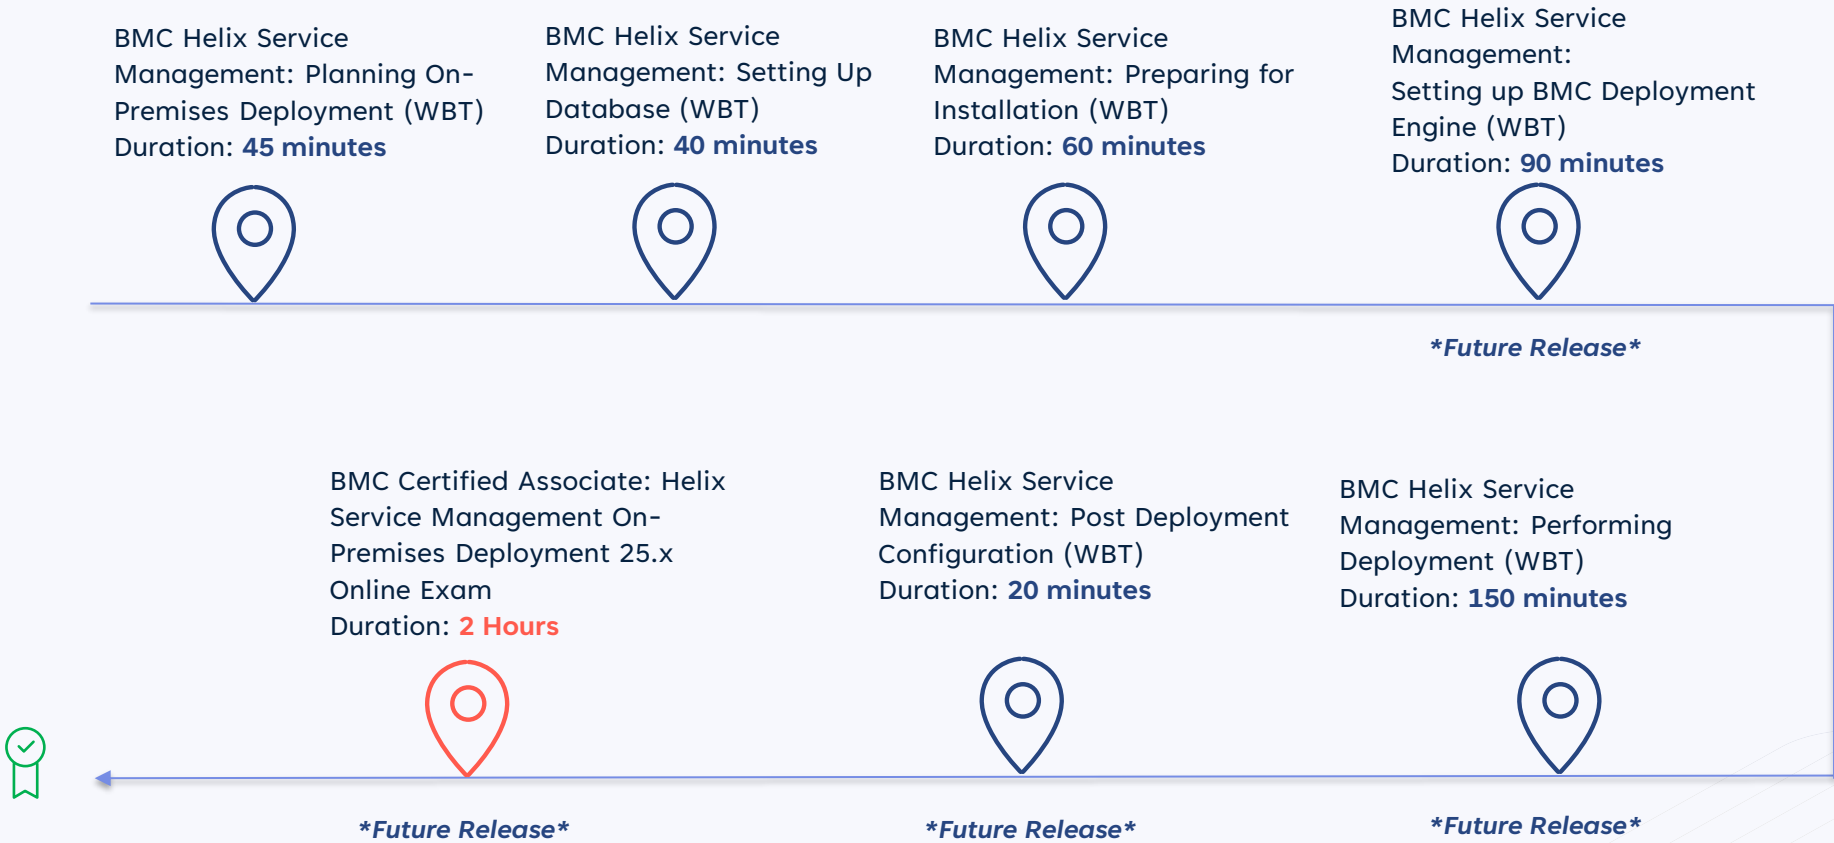 BMC Helix Service
Management: Planning On-
Premises Deployment (WBT)
Duration: 45 minutes
BMC Helix Service
Management: Setting Up
Database (WBT)
Duration: 40 minutes
BMC Helix Service
Management: Preparing for
Installation (WBT)
Duration: 60 minutes
BMC Helix Service
Management:
Setting up BMC Deployment
Engine (WBT)
Duration: 90 minutes
*Future Release*
BMC Certified Associate: Helix
Service Management On-
Premises Deployment 25.x
Online Exam
Duration: 2 Hours
BMC Helix Service
Management: Post Deployment
Configuration (WBT)
Duration: 20 minutes
BMC Helix Service
Management: Performing
Deployment (WBT)
Duration: 150 minutes
*Future Release*
*Future Release*
*Future Release*